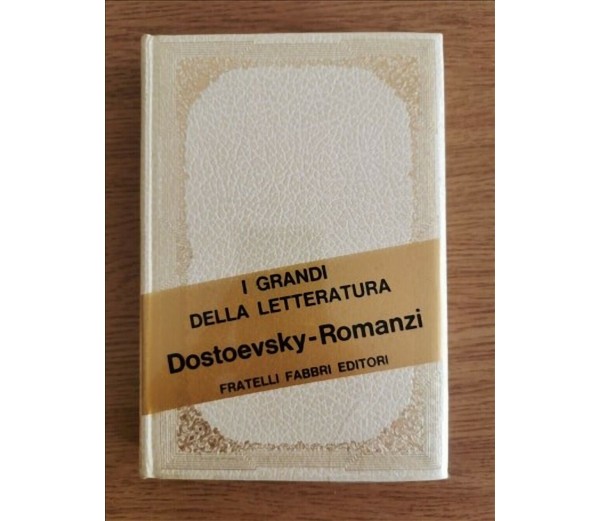 I GRANDI
DELLA LETTERATURA
Dostoevsky-Romanzi
FRATELLI FABBRI EDITORI